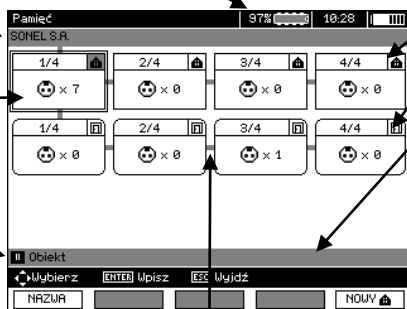 Pamięć 97% 10:28
SONEL S.A.
1/4 2/4 3/4 4/4
× 7 × 0 × 0 × 0
1/4 2/4 3/4 4/4
× 0 × 0 × 1 × 0
Obiekt
Wybierz ENTER Wpisz ESC Wyjdź
NAZWA NOWY